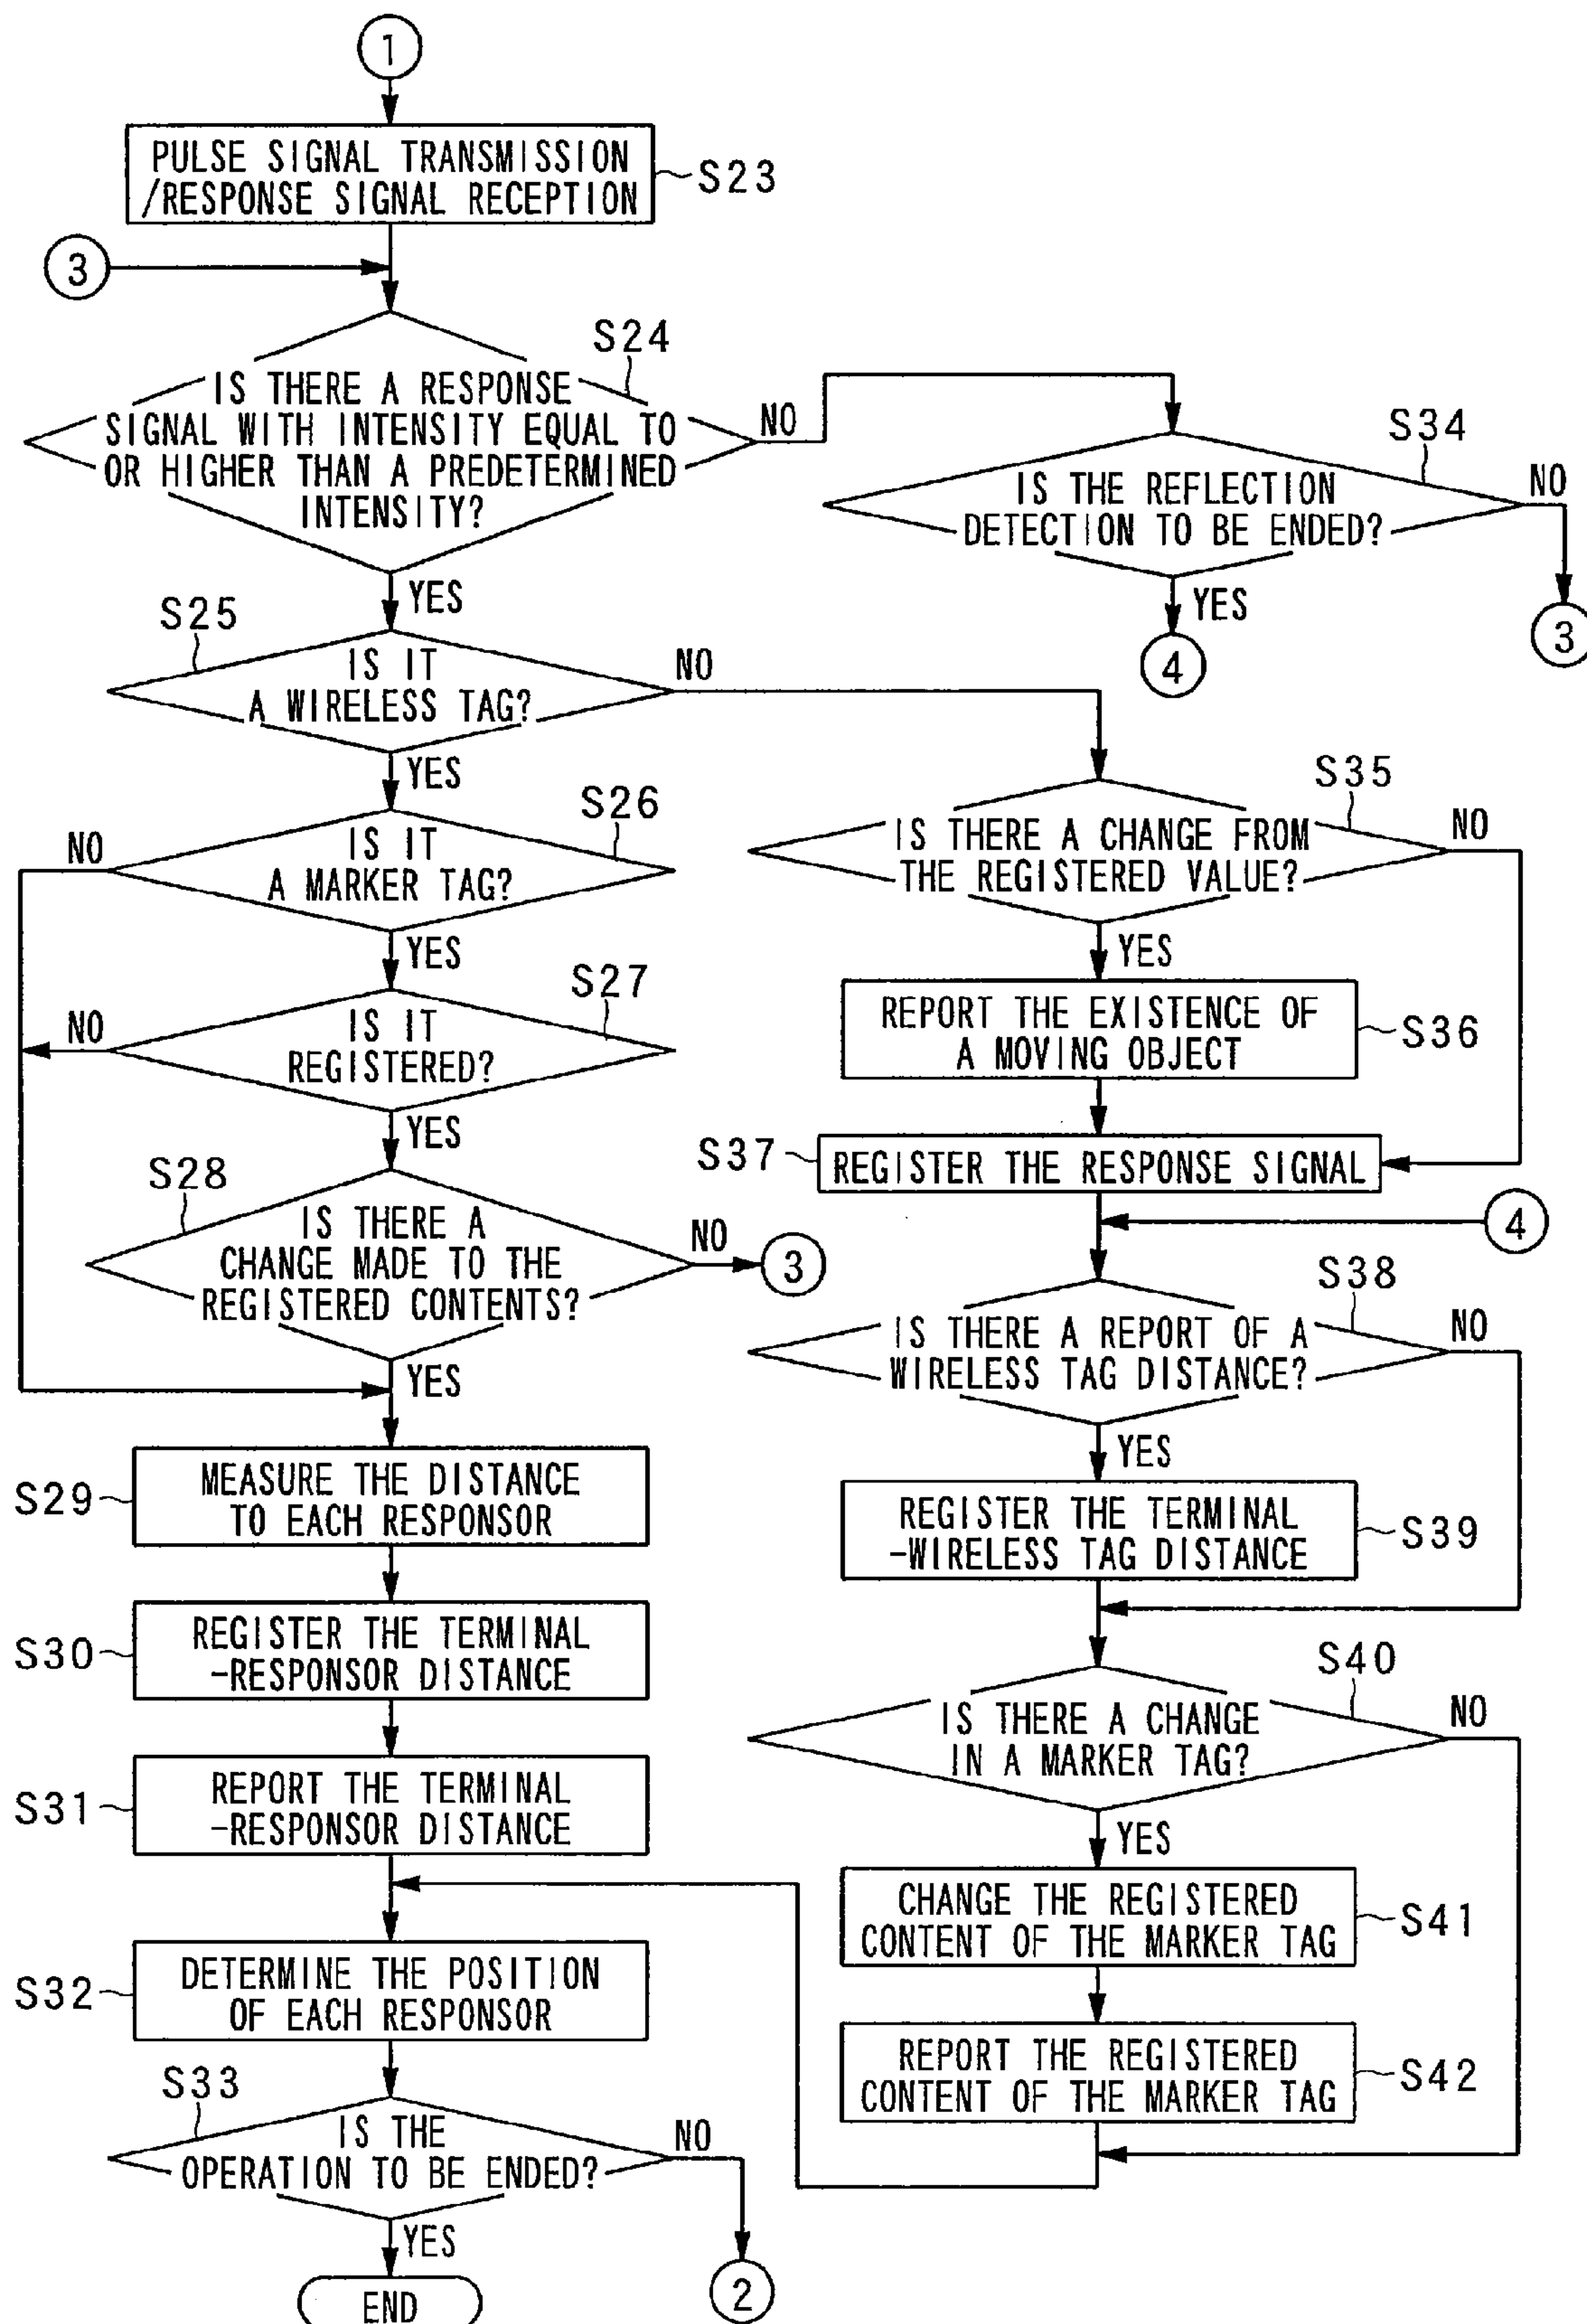 1
PULSE SIGNAL TRANSMISSION
/RESPONSE SIGNAL RECEPTION
S23
3
S24
IS THERE A RESPONSE
SIGNAL WITH INTENSITY EQUAL TO
OR HIGHER THAN A PREDETERMINED
INTENSITY?
NO
YES
S34
IS THE REFLECTION
DETECTION TO BE ENDED?
NO
3
YES
4
S25
IS IT
A WIRELESS TAG?
NO
YES
S26
IS IT
A MARKER TAG?
NO
YES
S27
IS IT
REGISTERED?
NO
YES
S28
IS THERE A
CHANGE MADE TO THE
REGISTERED CONTENTS?
NO
3
YES
S29
MEASURE THE DISTANCE
TO EACH RESPONSOR
S30
REGISTER THE TERMINAL
-RESPONSOR DISTANCE
S31
REPORT THE TERMINAL
-RESPONSOR DISTANCE
S32
DETERMINE THE POSITION
OF EACH RESPONSOR
S33
IS THE
OPERATION TO BE ENDED?
NO
2
YES
END
S35
IS THERE A CHANGE FROM
THE REGISTERED VALUE?
NO
YES
REPORT THE EXISTENCE OF
A MOVING OBJECT
S36
S37
REGISTER THE RESPONSE SIGNAL
4
S38
IS THERE A REPORT OF A
WIRELESS TAG DISTANCE?
NO
YES
REGISTER THE TERMINAL
-WIRELESS TAG DISTANCE
S39
S40
IS THERE A CHANGE
IN A MARKER TAG?
NO
YES
CHANGE THE REGISTERED
CONTENT OF THE MARKER TAG
S41
REPORT THE REGISTERED
CONTENT OF THE MARKER TAG
S42